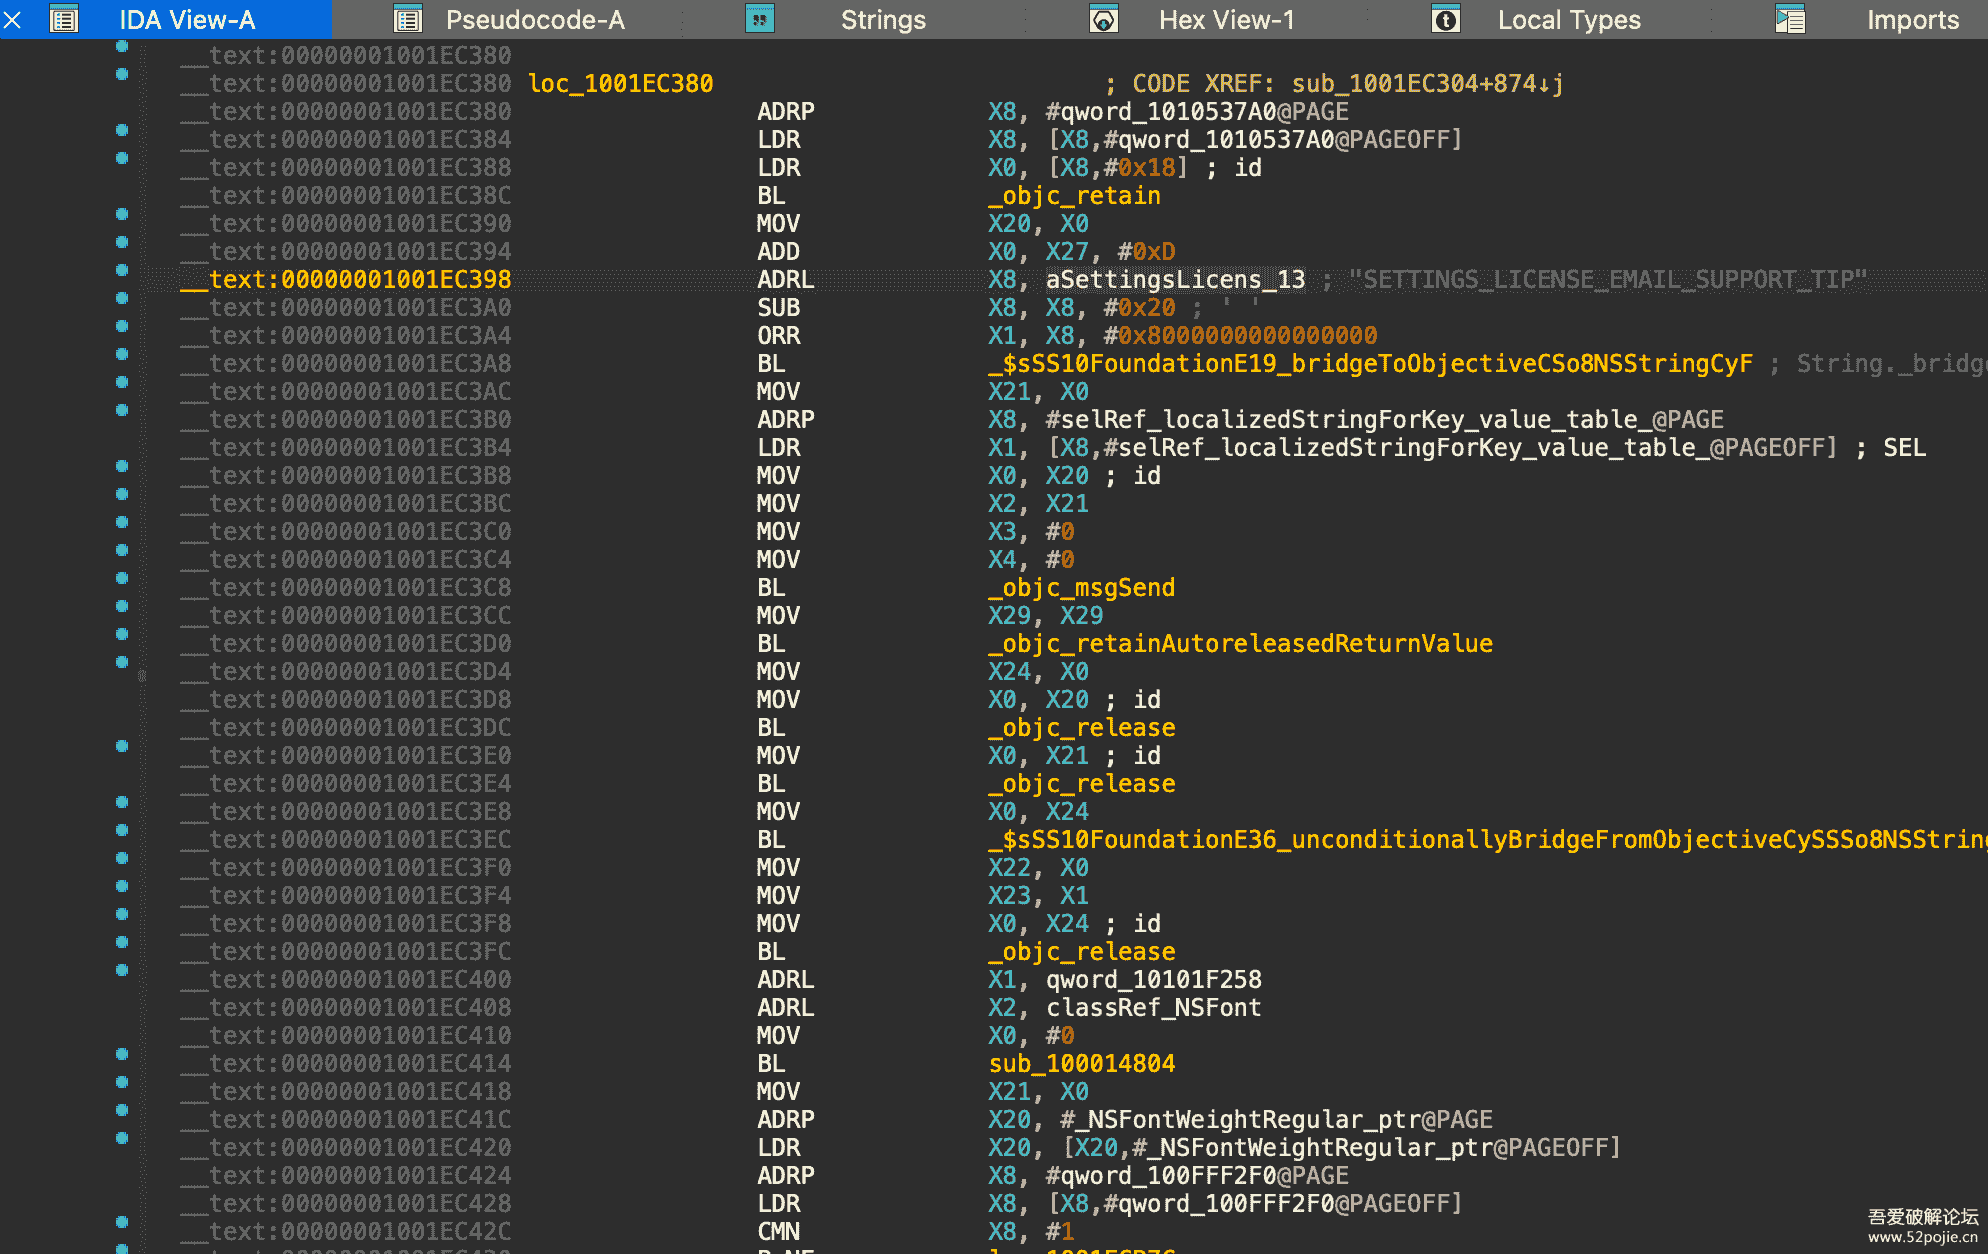 IDA View-A Pseudocode-A Strings Hex View-1 Local Types Imports
__text:00000001001EC380
__text:00000001001EC380 loc_1001EC380 ; CODE XREF: sub_1001EC304+874↓j
__text:00000001001EC380 ADRP X8, #qword_1010537A0@PAGE
__text:00000001001EC384 LDR X8, [X8,#qword_1010537A0@PAGEOFF]
__text:00000001001EC388 LDR X0, [X8,#0x18] ; id
__text:00000001001EC38C BL _objc_retain
__text:00000001001EC390 MOV X20, X0
__text:00000001001EC394 ADD X0, X27, #0xD
__text:00000001001EC398 ADRL X8, aSettingsLicens_13 ; "SETTINGS_LICENSE_EMAIL_SUPPORT_TIP"
__text:00000001001EC3A0 SUB X8, X8, #0x20 ; ' '
__text:00000001001EC3A4 ORR X1, X8, #0x8000000000000000
__text:00000001001EC3A8 BL _$sSS10FoundationE19_bridgeToObjectiveCSo8NSStringCyF ; String._bridge
__text:00000001001EC3AC MOV X21, X0
__text:00000001001EC3B0 ADRP X8, #selRef_localizedStringForKey_value_table_@PAGE
__text:00000001001EC3B4 LDR X1, [X8,#selRef_localizedStringForKey_value_table_@PAGEOFF] ; SEL
__text:00000001001EC3B8 MOV X0, X20 ; id
__text:00000001001EC3BC MOV X2, X21
__text:00000001001EC3C0 MOV X3, #0
__text:00000001001EC3C4 MOV X4, #0
__text:00000001001EC3C8 BL _objc_msgSend
__text:00000001001EC3CC MOV X29, X29
__text:00000001001EC3D0 BL _objc_retainAutoreleasedReturnValue
__text:00000001001EC3D4 MOV X24, X0
__text:00000001001EC3D8 MOV X0, X20 ; id
__text:00000001001EC3DC BL _objc_release
__text:00000001001EC3E0 MOV X0, X21 ; id
__text:00000001001EC3E4 BL _objc_release
__text:00000001001EC3E8 MOV X0, X24
__text:00000001001EC3EC BL _$sSS10FoundationE36_unconditionallyBridgeFromObjectiveCySSSo8NSString
__text:00000001001EC3F0 MOV X22, X0
__text:00000001001EC3F4 MOV X23, X1
__text:00000001001EC3F8 MOV X0, X24 ; id
__text:00000001001EC3FC BL _objc_release
__text:00000001001EC400 ADRL X1, qword_10101F258
__text:00000001001EC408 ADRL X2, classRef_NSFont
__text:00000001001EC410 MOV X0, #0
__text:00000001001EC414 BL sub_100014804
__text:00000001001EC418 MOV X21, X0
__text:00000001001EC41C ADRP X20, #_NSFontWeightRegular_ptr@PAGE
__text:00000001001EC420 LDR X20, [X20,#_NSFontWeightRegular_ptr@PAGEOFF]
__text:00000001001EC424 ADRP X8, #qword_100FFF2F0@PAGE
__text:00000001001EC428 LDR X8, [X8,#qword_100FFF2F0@PAGEOFF]
__text:00000001001EC42C CMN X8, #1
吾爱破解论坛
www.52pojie.cn